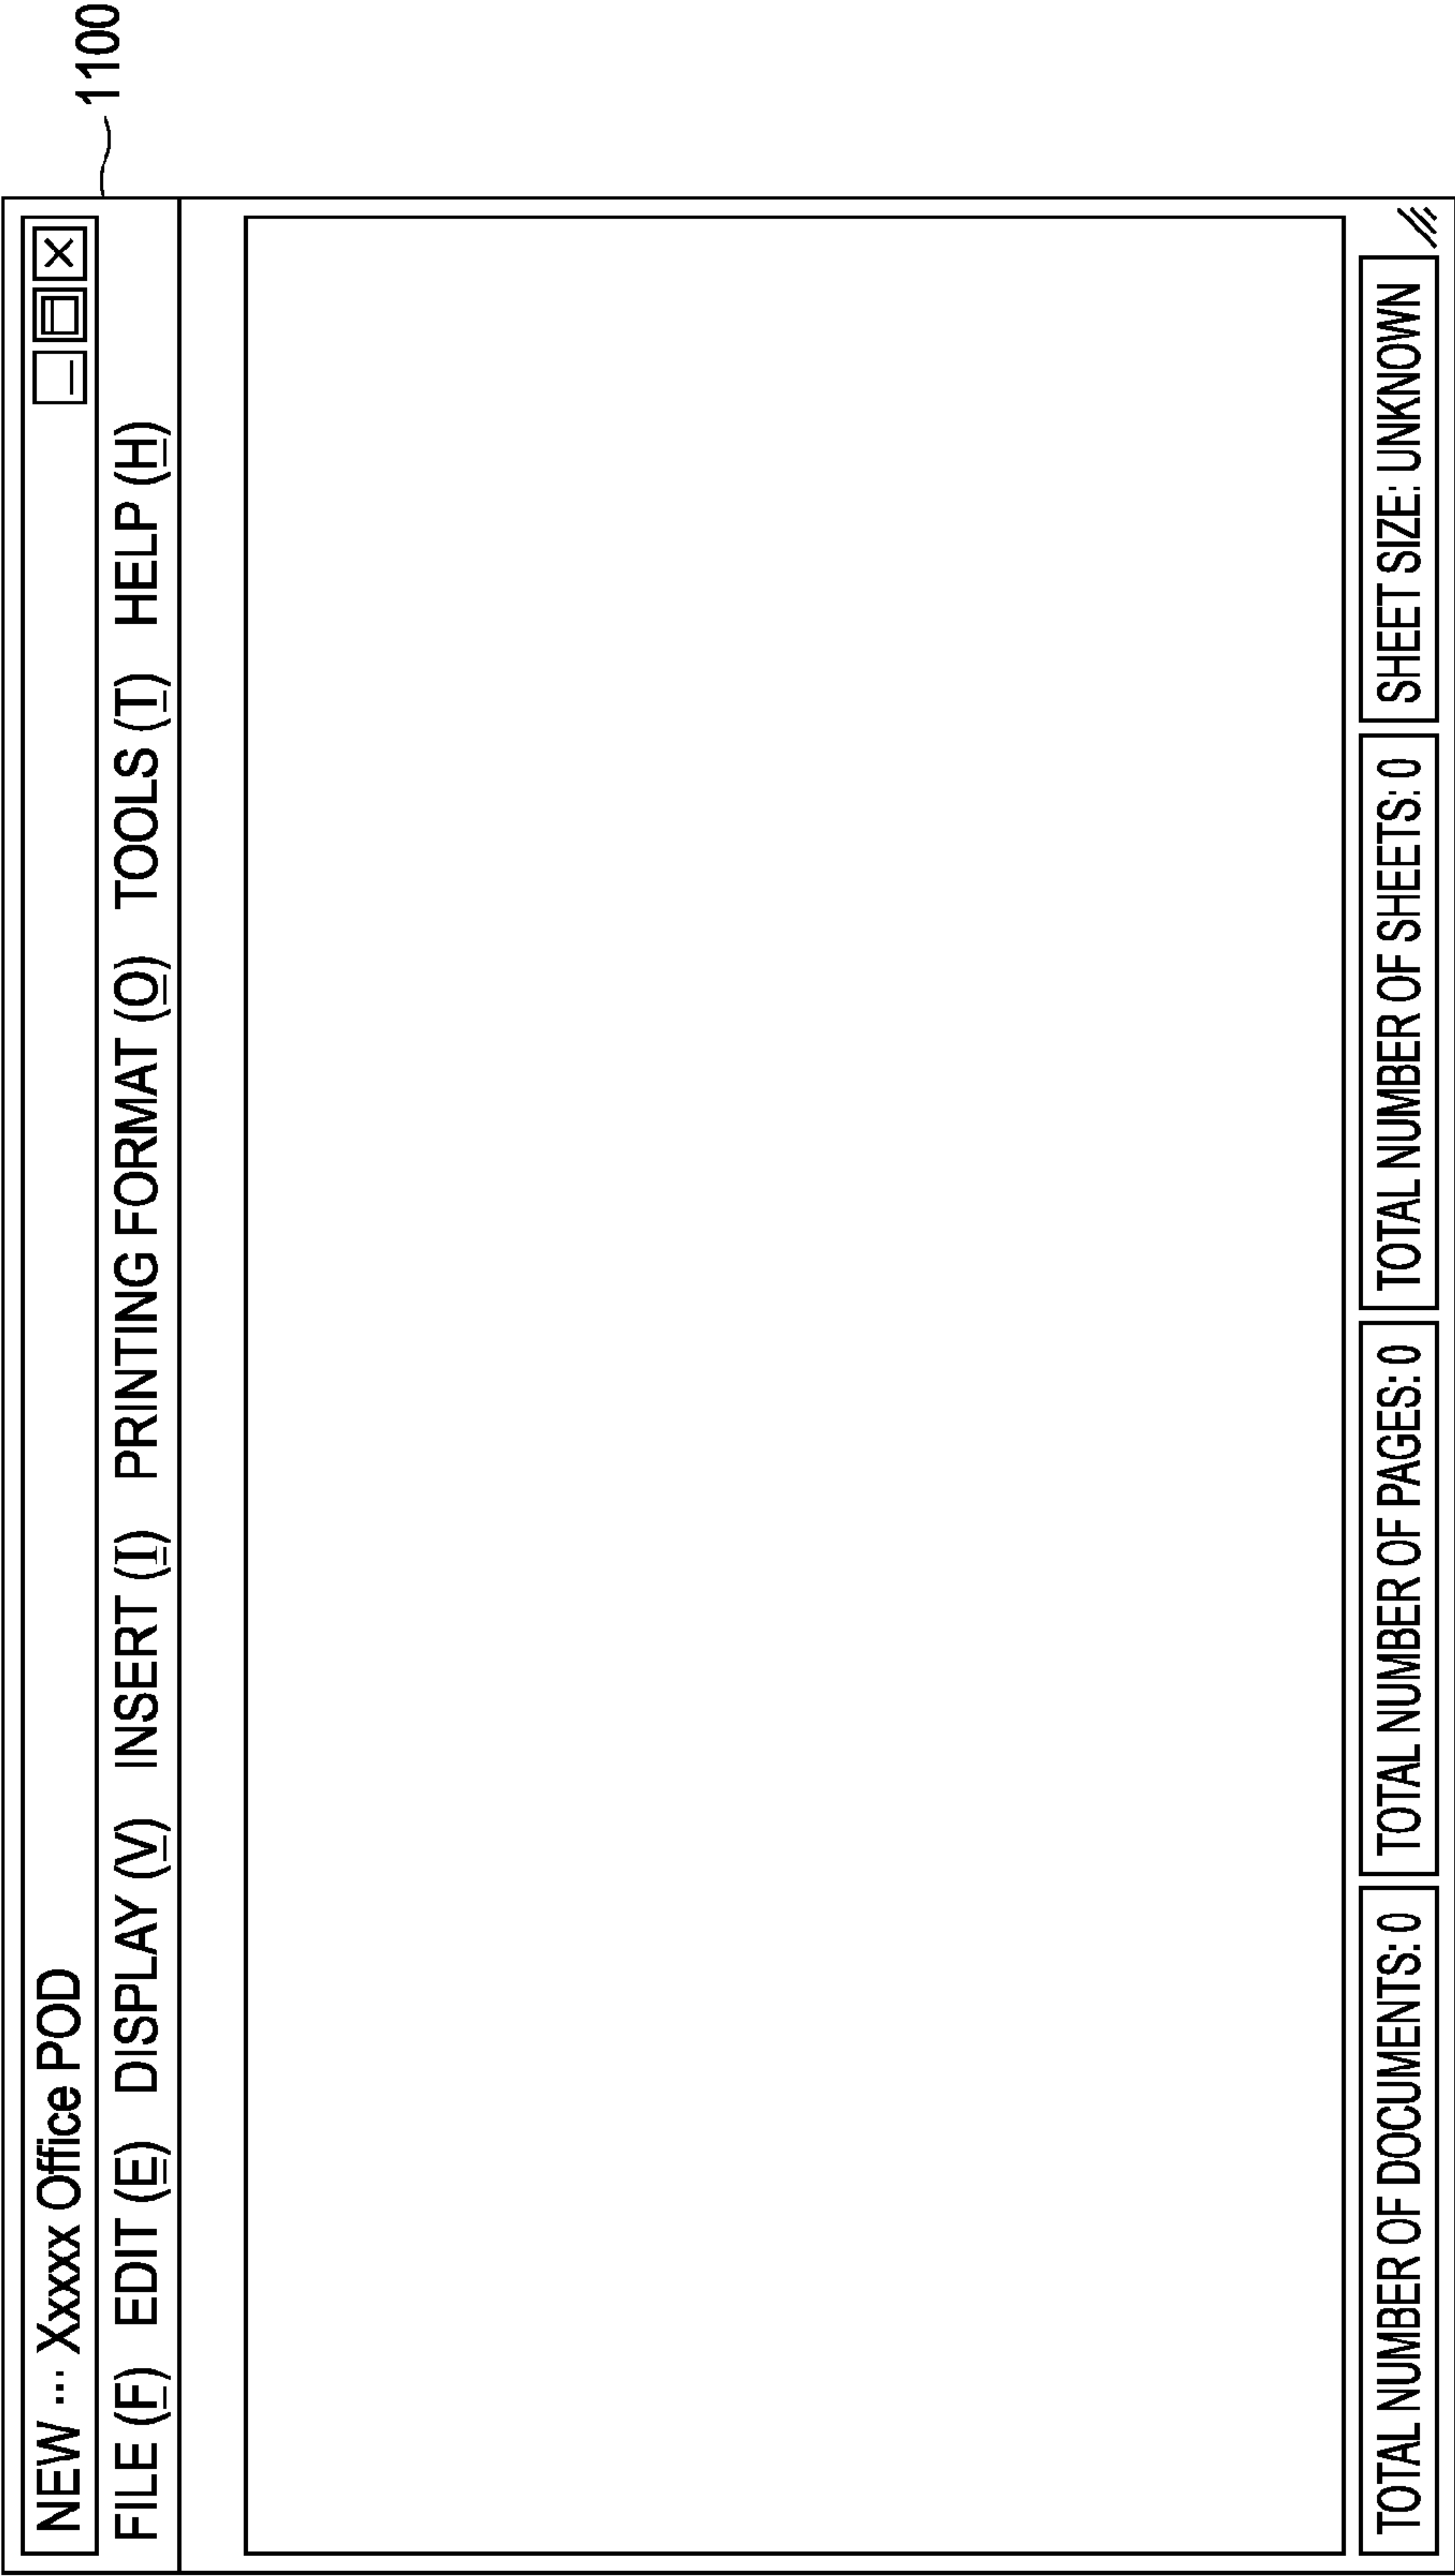 1100
NEW ··· Xxxxx Office POD
FILE (F) EDIT (E) DISPLAY (V) INSERT (I) PRINTING FORMAT (O) TOOLS (T) HELP (H)
TOTAL NUMBER OF DOCUMENTS: 0 TOTAL NUMBER OF PAGES: 0 TOTAL NUMBER OF SHEETS: 0 SHEET SIZE: UNKNOWN